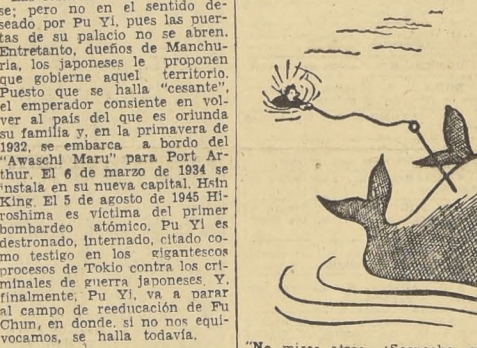 se; pero no en el sentido de-
seado por Pu Yi, pues las puer-
tas de su palacio no se abren.
Entretanto, dueños de Manchu-
ria, los japoneses le proponen
que gobierne aquel territorio.
Puesto que se halla "cesante",
el emperador consiente en vol-
ver al país del que es oriunda
su familia y, en la primavera de
1932, se embarca a bordo del
"Awaschi Maru" para Port Ar-
thur. El 6 de marzo de 1934 se
instala en su nueva capital. Hsin
King. El 5 de agosto de 1945 Hi-
roshima es víctima del primer
bombardeo atómico. Pu Yi es
destronado, internado, citado co-
mo testigo en los gigantescos
procesos de Tokio contra los cri-
minales de guerra japoneses. Y,
finalmente, Pu Yi, va a parar
al campo de reeducación de Fu
Chun, en donde, si no nos equi-
vocamos, se halla todavía.
"No